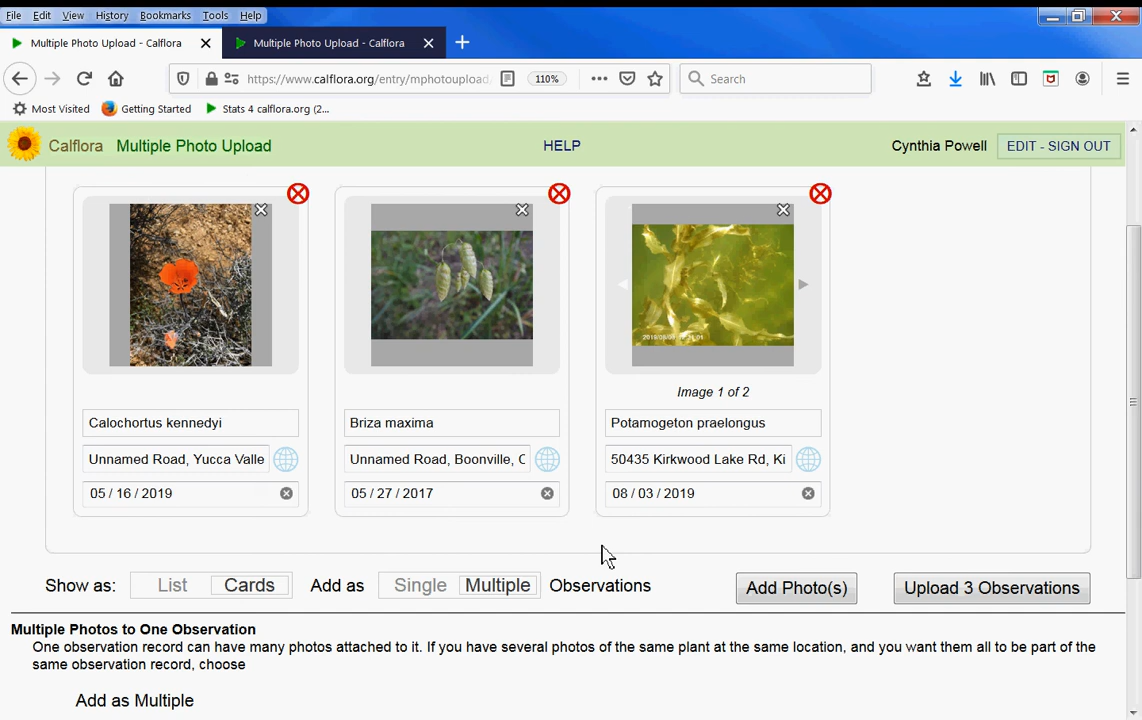 File Edit View History Bookmarks Tools Help
Multiple Photo Upload - Calflora Multiple Photo Upload - Calflora
https://www.calflora.org/entry/mphotoupload. 110% Search
Most Visited Getting Started Stats 4 calflora.org (2...
Calflora Multiple Photo Upload HELP Cynthia Powell EDIT - SIGN OUT
Image 1 of 2
Calochortus kennedyi Briza maxima Potamogeton praelongus
Unnamed Road, Yucca Valle Unnamed Road, Boonville, C 50435 Kirkwood Lake Rd, Ki
05 / 16 / 2019 05 / 27 / 2017 08 / 03 / 2019
Show as: List Cards Add as Single Multiple Observations Add Photo(s) Upload 3 Observations
Multiple Photos to One Observation
One observation record can have many photos attached to it. If you have several photos of the same plant at the same location, and you want them all to be part of the
same observation record, choose
Add as Multiple